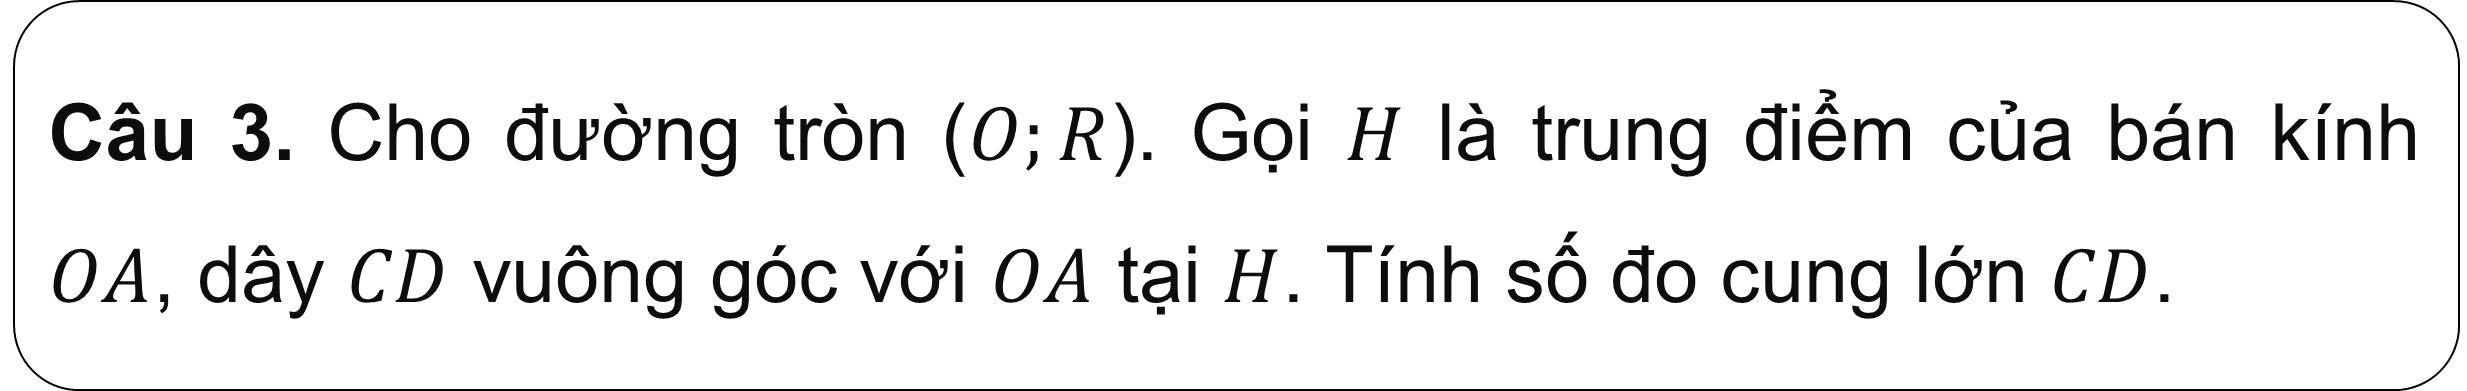 Câu 3. Cho đường tròn (O; R). Gọi H là trung điểm của bán kính
OA, dây CD vuông góc với OA tại H. Tính số đo cung lớn CD.